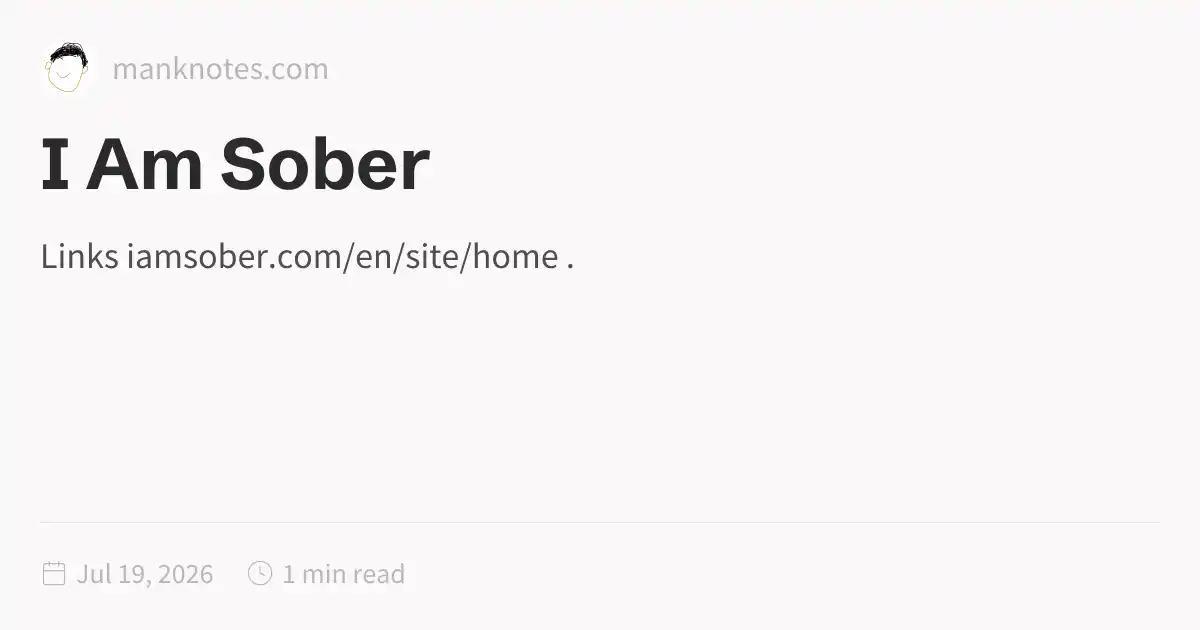 manknotes.com
I Am Sober
Links iamsober.com/en/site/home .
Jul 19, 2026 1 min read